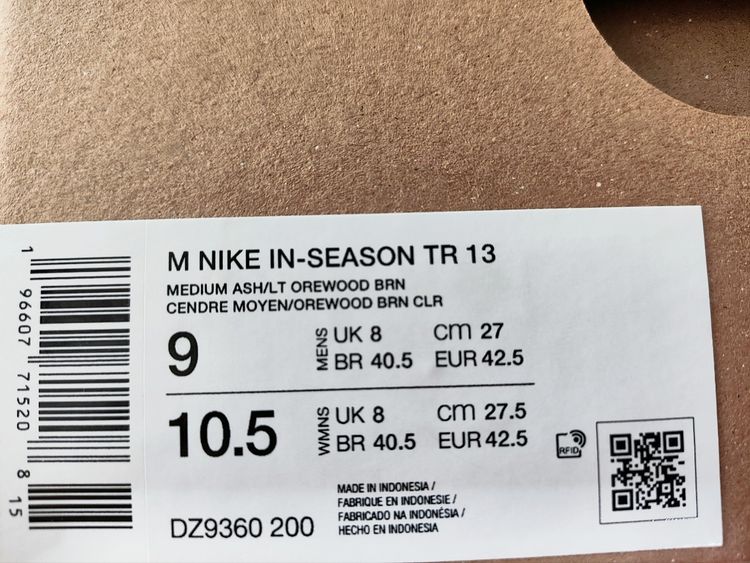 M NIKE IN-SEASON TR 13
MEDIUM ASH/LT OREWOOD BRN
CENDRE MOYEN/OREWOOD BRN CLR
9
MENS
UK 8 CM 27
BR 40.5 EUR 42.5
10.5
WMNS
UK 8 CM 27.5
BR 40.5 EUR 42.5
RFID
DZ9360 200
MADE IN INDONESIA /
FABRIQUE EN INDONESIE /
FABRICADO NA INDONÉSIA /
HECHO EN INDONESIA
1 96607 71520 8 15